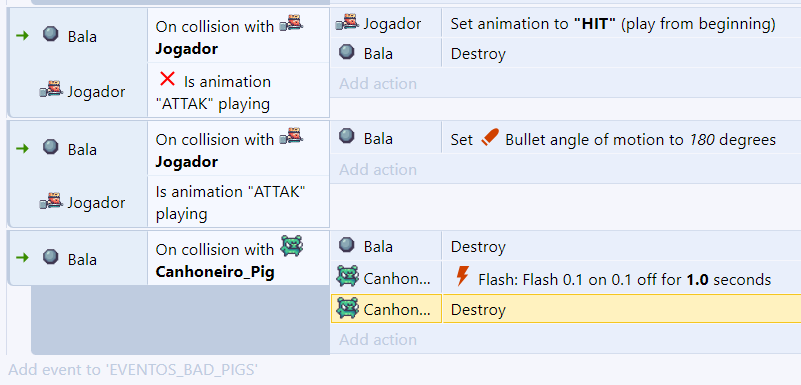 Bala
On collision with
Jogador
Jogador
Is animation
"ATTAK" playing
Jogador
Set animation to "HIT" (play from beginning)
Bala
Destroy
Add action
Bala
On collision with
Jogador
Jogador
Is animation "ATTAK"
playing
Bala
Set Bullet angle of motion to 180 degrees
Add action
Bala
On collision with
Canhoneiro_Pig
Bala
Destroy
Canhon...
Flash: Flash 0.1 on 0.1 off for 1.0 seconds
Canhon...
Destroy
Add action
Add event to 'EVENTOS_BAD_PIGS'